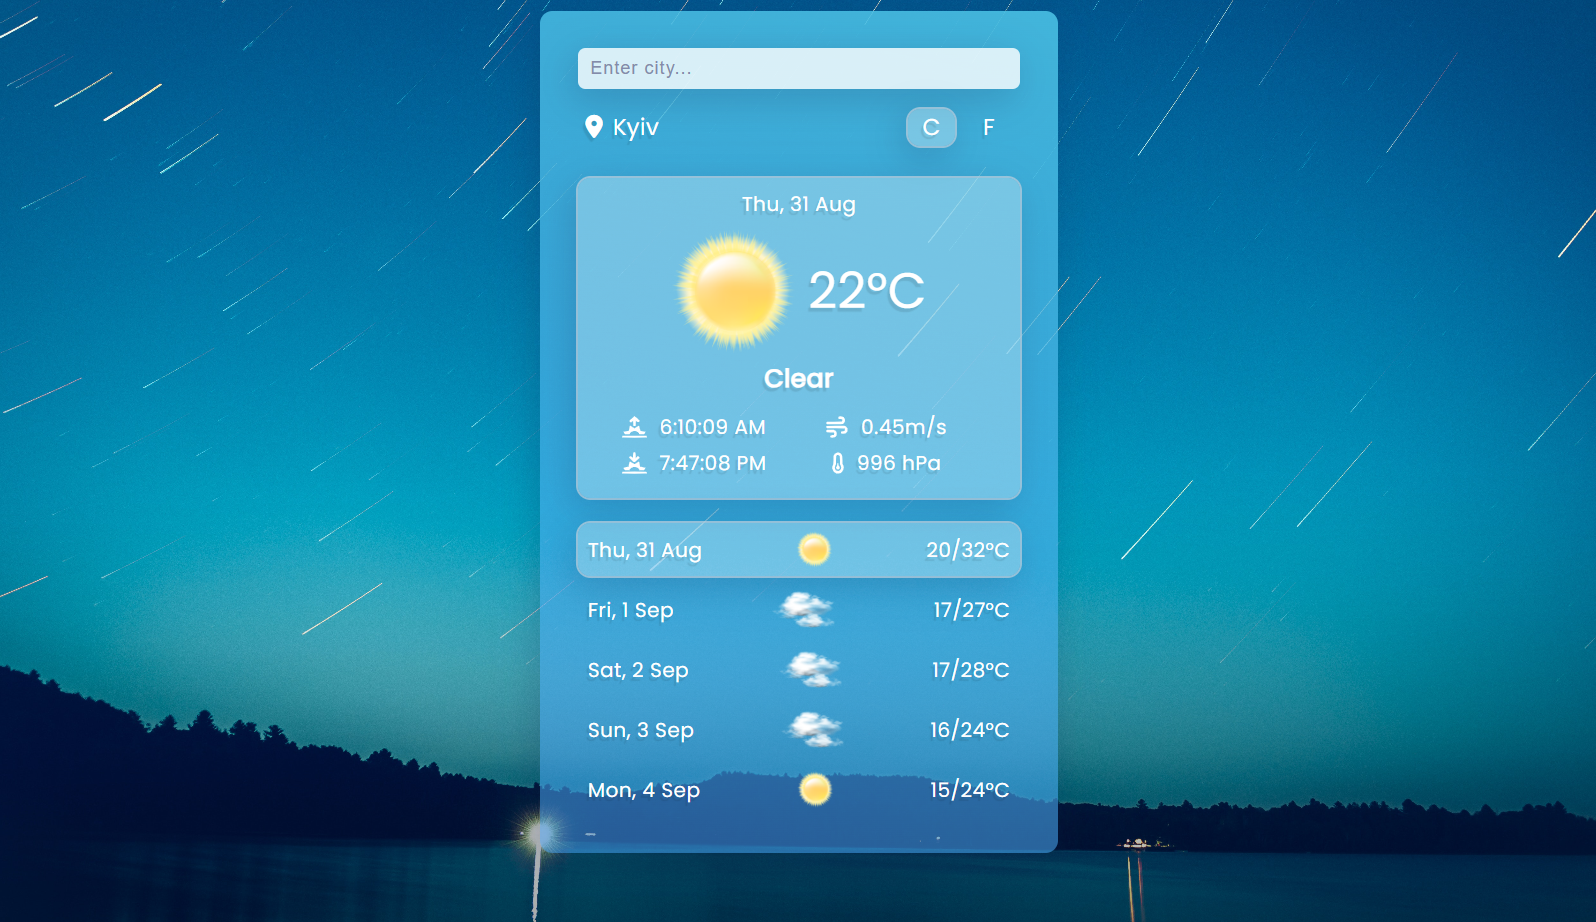 Enter city...
Kyiv C F
Thu, 31 Aug
22°C
Clear
6:10:09 AM 0.45m/s
7:47:08 PM 996 hPa
Thu, 31 Aug 20/32°C
Fri, 1 Sep 17/27°C
Sat, 2 Sep 17/28°C
Sun, 3 Sep 16/24°C
Mon, 4 Sep 15/24°C